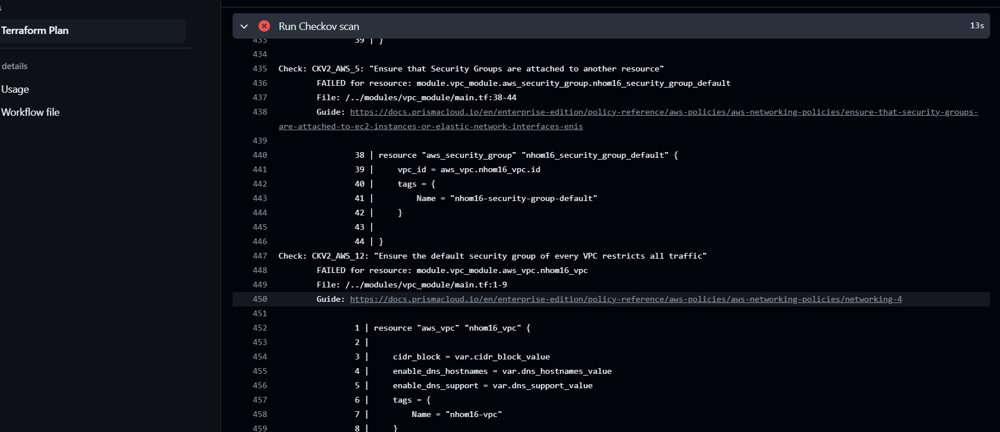 s
Terraform Plan
details
Usage
Workflow file
Run Checkov scan
13s
433 39 | }
434
435 Check: CKV2_AWS_5: "Ensure that Security Groups are attached to another resource"
436 FAILED for resource: module.vpc_module.aws_security_group.nhom16_security_group_default
437 File: /../modules/vpc_module/main.tf:38-44
438 Guide: https://docs.prismacloud.io/en/enterprise-edition/policy-reference/aws-policies/aws-networking-policies/ensure-that-security-groups-
are-attached-to-ec2-instances-or-elastic-network-interfaces-enis
439
440 38 | resource "aws_security_group" "nhom16_security_group_default" {
441 39 | vpc_id = aws_vpc.nhom16_vpc.id
442 40 | tags = {
443 41 | Name = "nhom16-security-group-default"
444 42 | }
445 43 |
446 44 | }
447 Check: CKV2_AWS_12: "Ensure the default security group of every VPC restricts all traffic"
448 FAILED for resource: module.vpc_module.aws_vpc.nhom16_vpc
449 File: /../modules/vpc_module/main.tf:1-9
450 Guide: https://docs.prismacloud.io/en/enterprise-edition/policy-reference/aws-policies/aws-networking-policies/networking-4
451
452 1 | resource "aws_vpc" "nhom16_vpc" {
453 2 |
454 3 | cidr_block = var.cidr_block_value
455 4 | enable_dns_hostnames = var.dns_hostnames_value
456 5 | enable_dns_support = var.dns_support_value
457 6 | tags = {
458 7 | Name = "nhom16-vpc"
459 8 | }